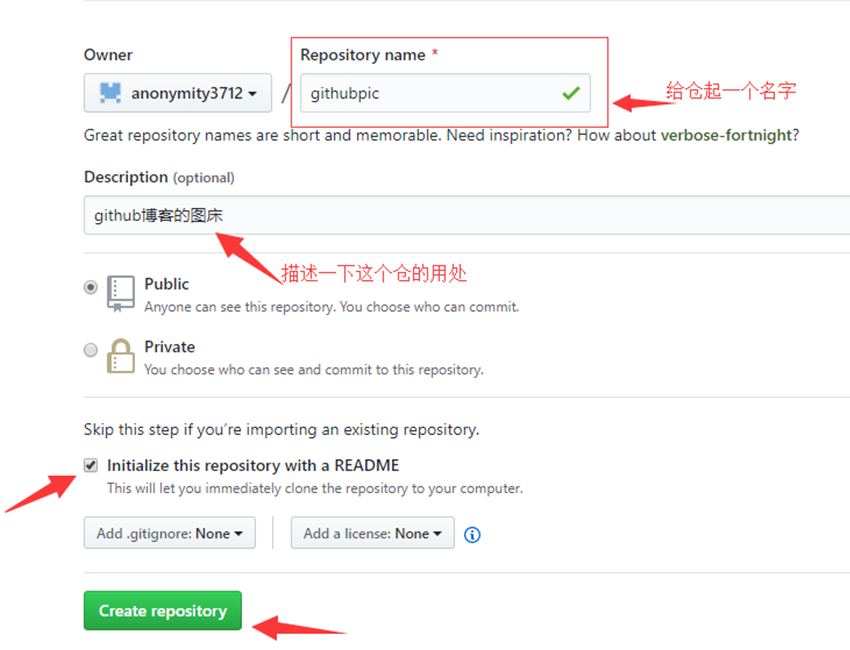 Owner
Repository name *
anonymity3712 / githubpic
给仓起一个名字
Great repository names are short and memorable. Need inspiration? How about verbose-fortnight?
Description (optional)
github博客的图床
描述一下这个仓的用处
Public
Anyone can see this repository. You choose who can commit.
Private
You choose who can see and commit to this repository.
Skip this step if you’re importing an existing repository.
Initialize this repository with a README
This will let you immediately clone the repository to your computer.
Add .gitignore: None
Add a license: None
Create repository